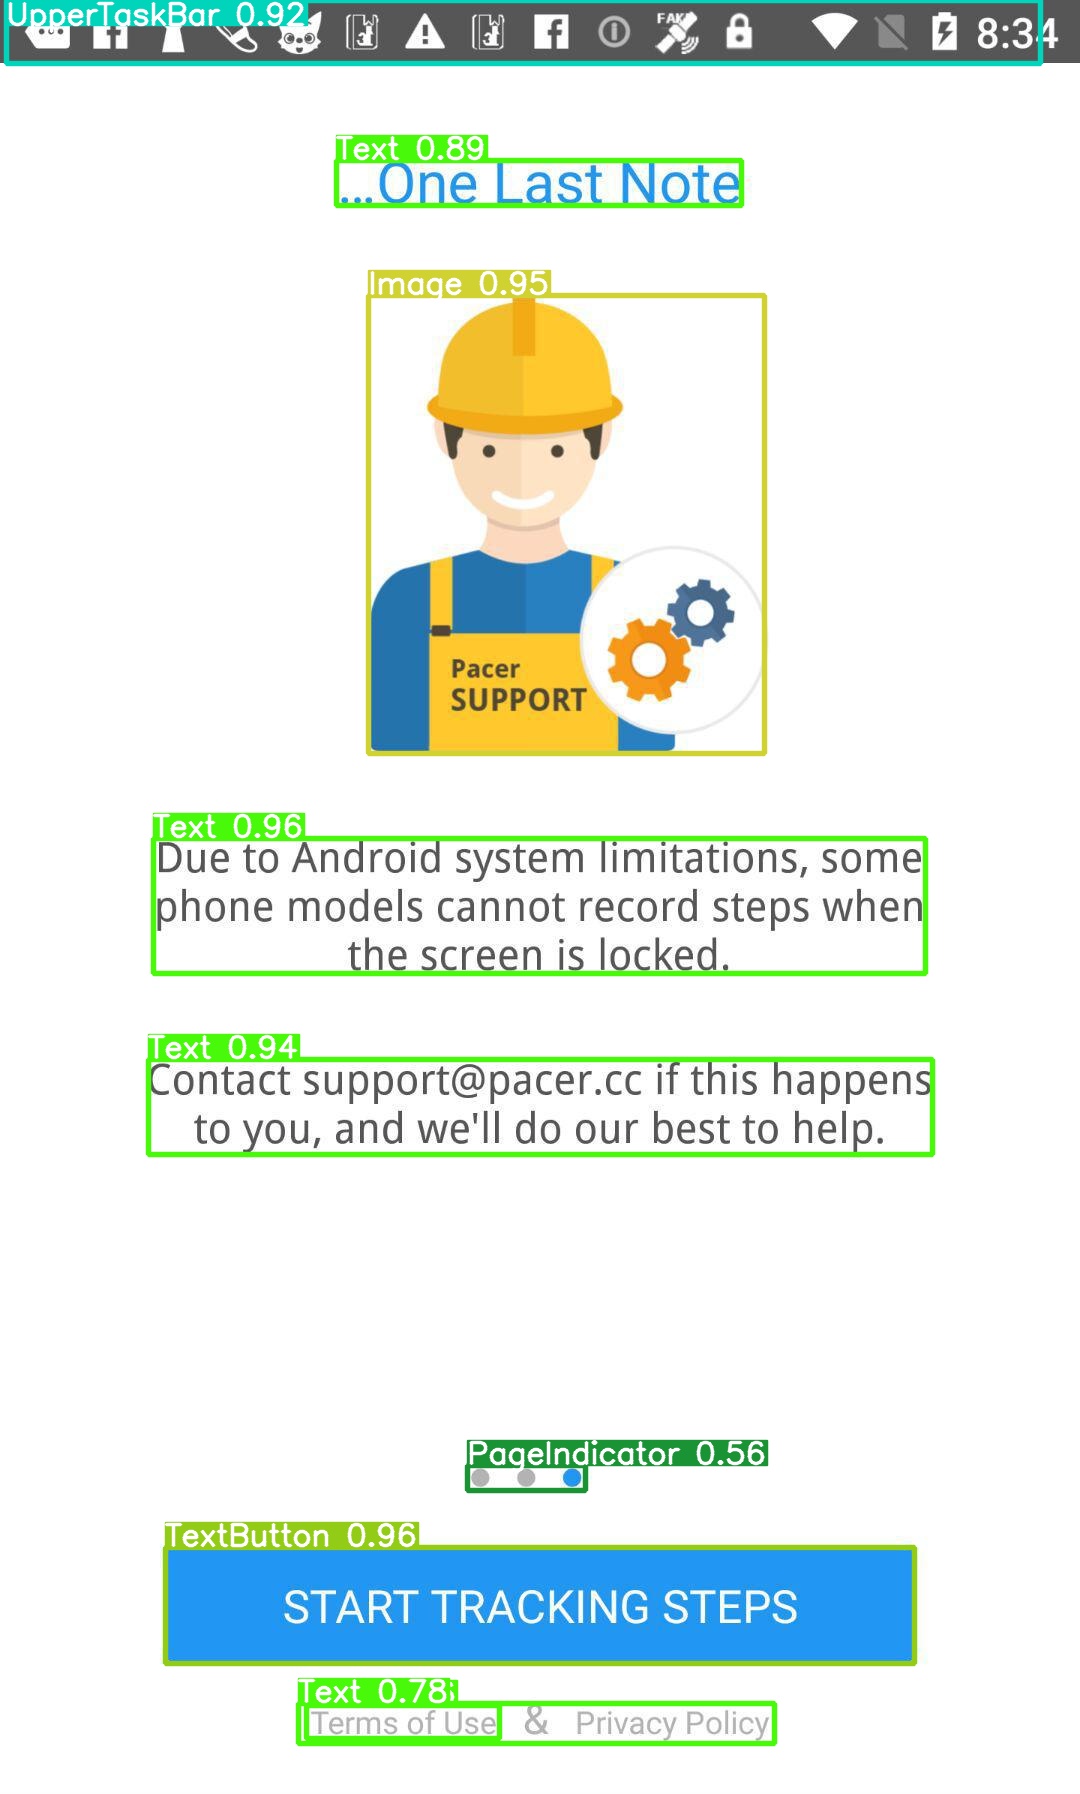 UpperTaskBar 0.92
FAKE
8:34
Text 0.89
...One Last Note
Image 0.95
Pacer
SUPPORT
Text 0.96
Due to Android system limitations, some
phone models cannot record steps when
the screen is locked.
Text 0.94
Contact support@pacer.cc if this happens
to you, and we'll do our best to help.
PageIndicator 0.56
TextButton 0.96
START TRACKING STEPS
Text 0.78
Terms of Use & Privacy Policy